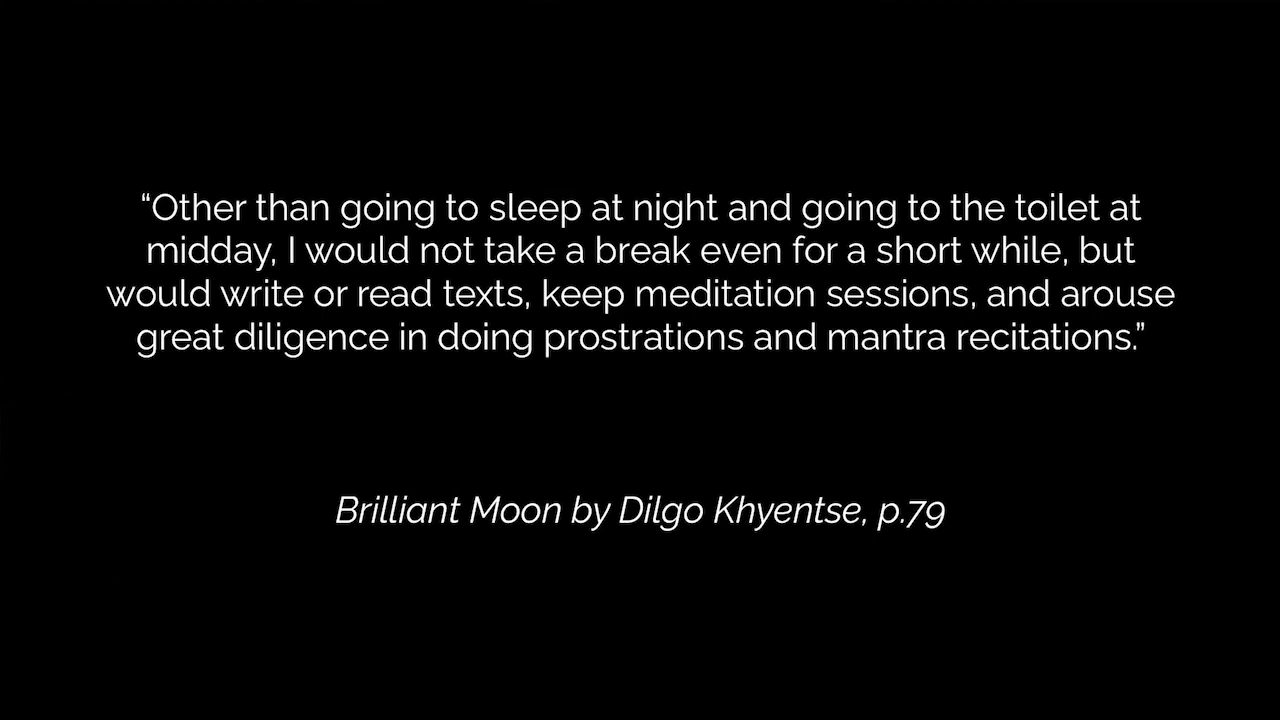 “Other than going to sleep at night and going to the toilet at
midday, I would not take a break even for a short while, but
would write or read texts, keep meditation sessions, and arouse
great diligence in doing prostrations and mantra recitations.”
Brilliant Moon by Dilgo Khyentse, p.79